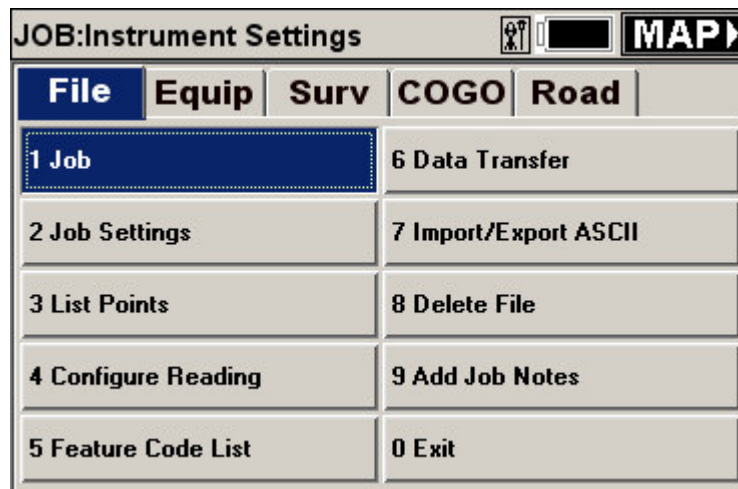 JOB:Instrument Settings MAP
File Equip Surv COGO Road
1 Job
2 Job Settings
3 List Points
4 Configure Reading
5 Feature Code List
6 Data Transfer
7 Import/Export ASCII
8 Delete File
9 Add Job Notes
0 Exit